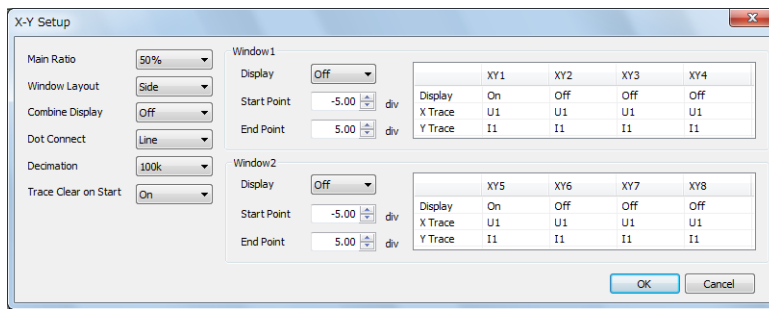 X-Y Setup
Main Ratio 50%
Window Layout Side
Combine Display Off
Dot Connect Line
Decimation 100k
Trace Clear on Start On
Window1
Display Off
Start Point -5.00 div
End Point 5.00 div
XY1 XY2 XY3 XY4
Display On Off Off Off
X Trace U1 U1 U1 U1
Y Trace I1 I1 I1 I1
Window2
Display Off
Start Point -5.00 div
End Point 5.00 div
XY5 XY6 XY7 XY8
Display On Off Off Off
X Trace U1 U1 U1 U1
Y Trace I1 I1 I1 I1
OK Cancel